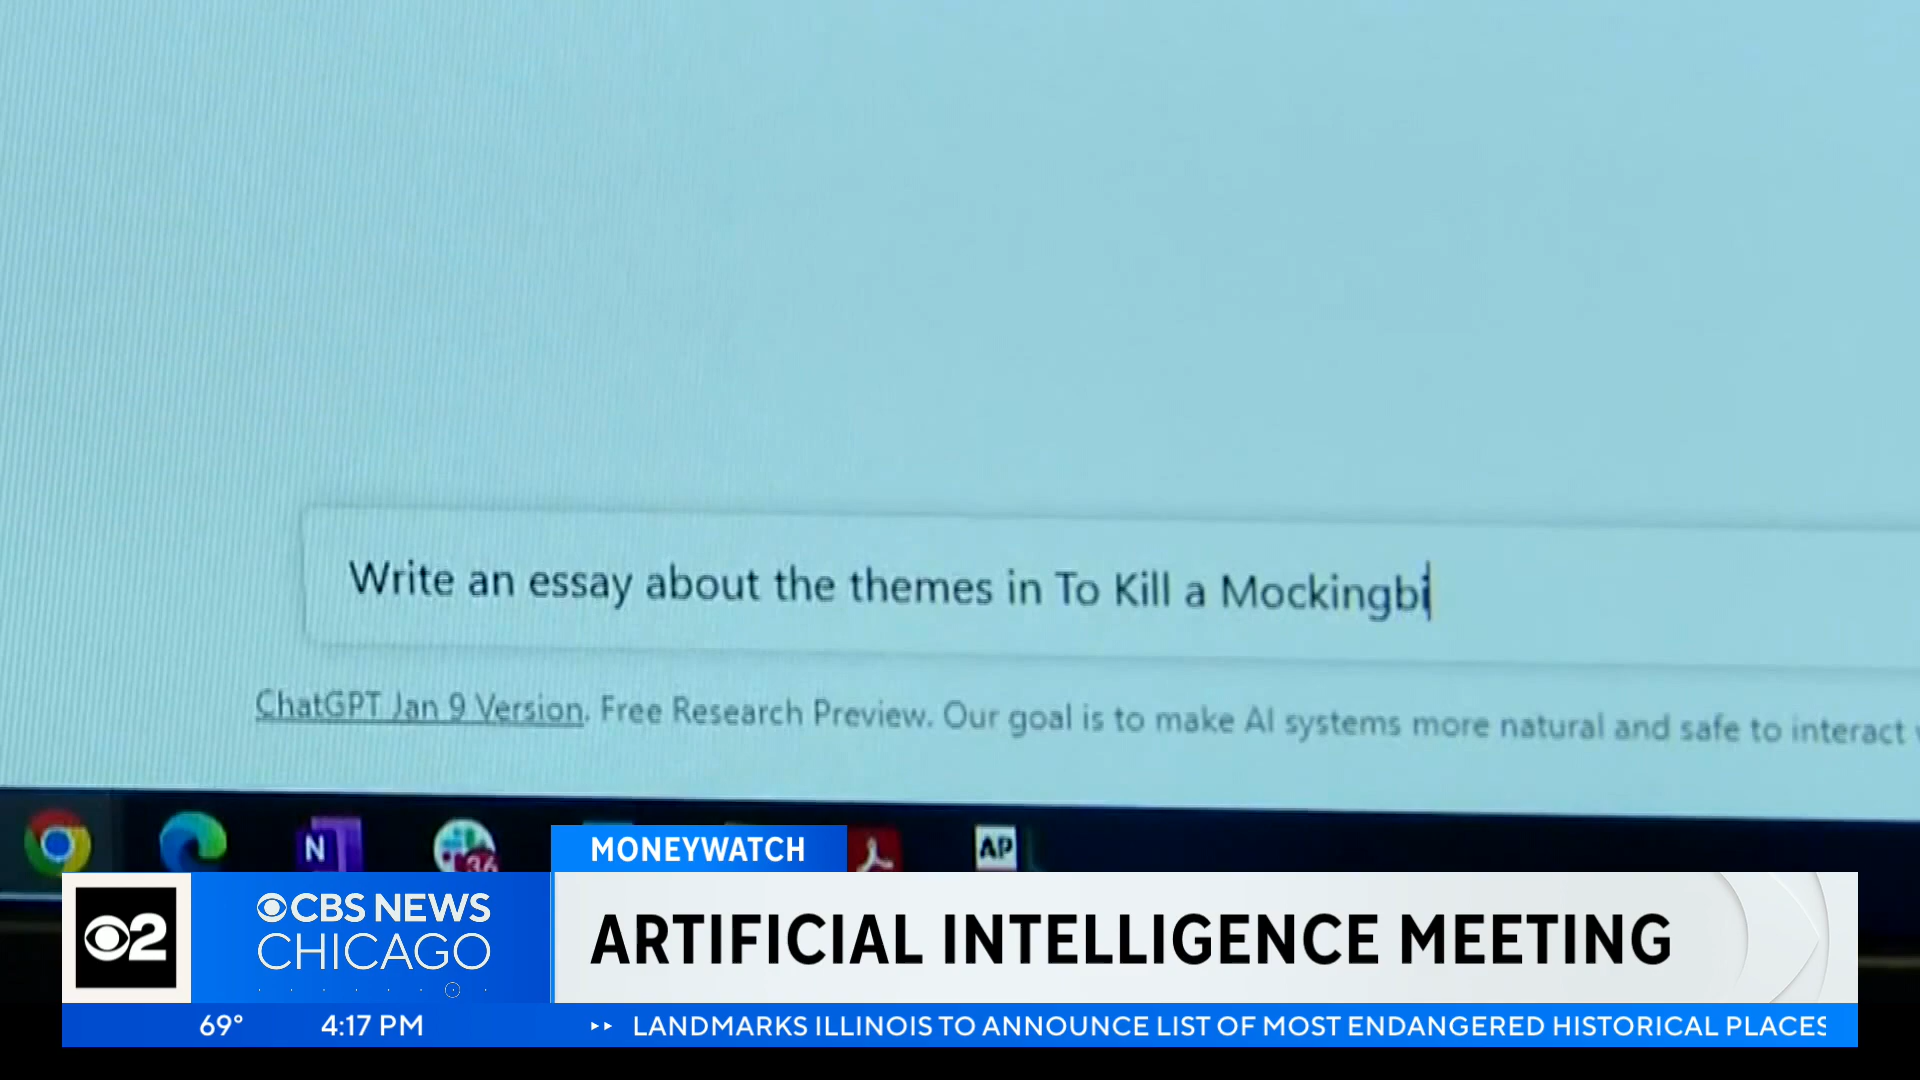 Write an essay about the themes in To Kill a Mockingbi
ChatGPT Jan 9 Version. Free Research Preview. Our goal is to make AI systems more natural and safe to interact
N
36
AP
MONEYWATCH
2
CBS NEWS
CHICAGO
ARTIFICIAL INTELLIGENCE MEETING
69° 4:17 PM LANDMARKS ILLINOIS TO ANNOUNCE LIST OF MOST ENDANGERED HISTORICAL PLACES